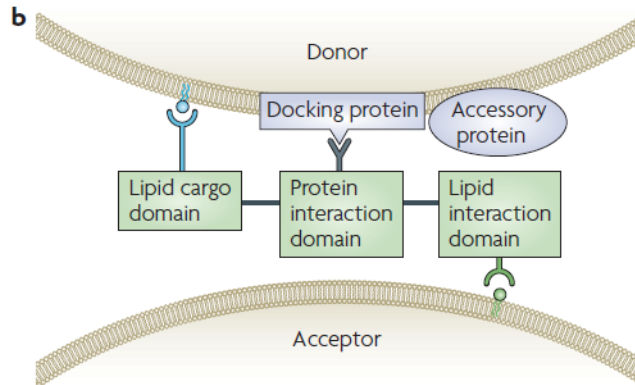 b
Donor
Docking protein
Accessory
protein
Lipid cargo
domain
Protein
interaction
domain
Lipid
interaction
domain
Acceptor